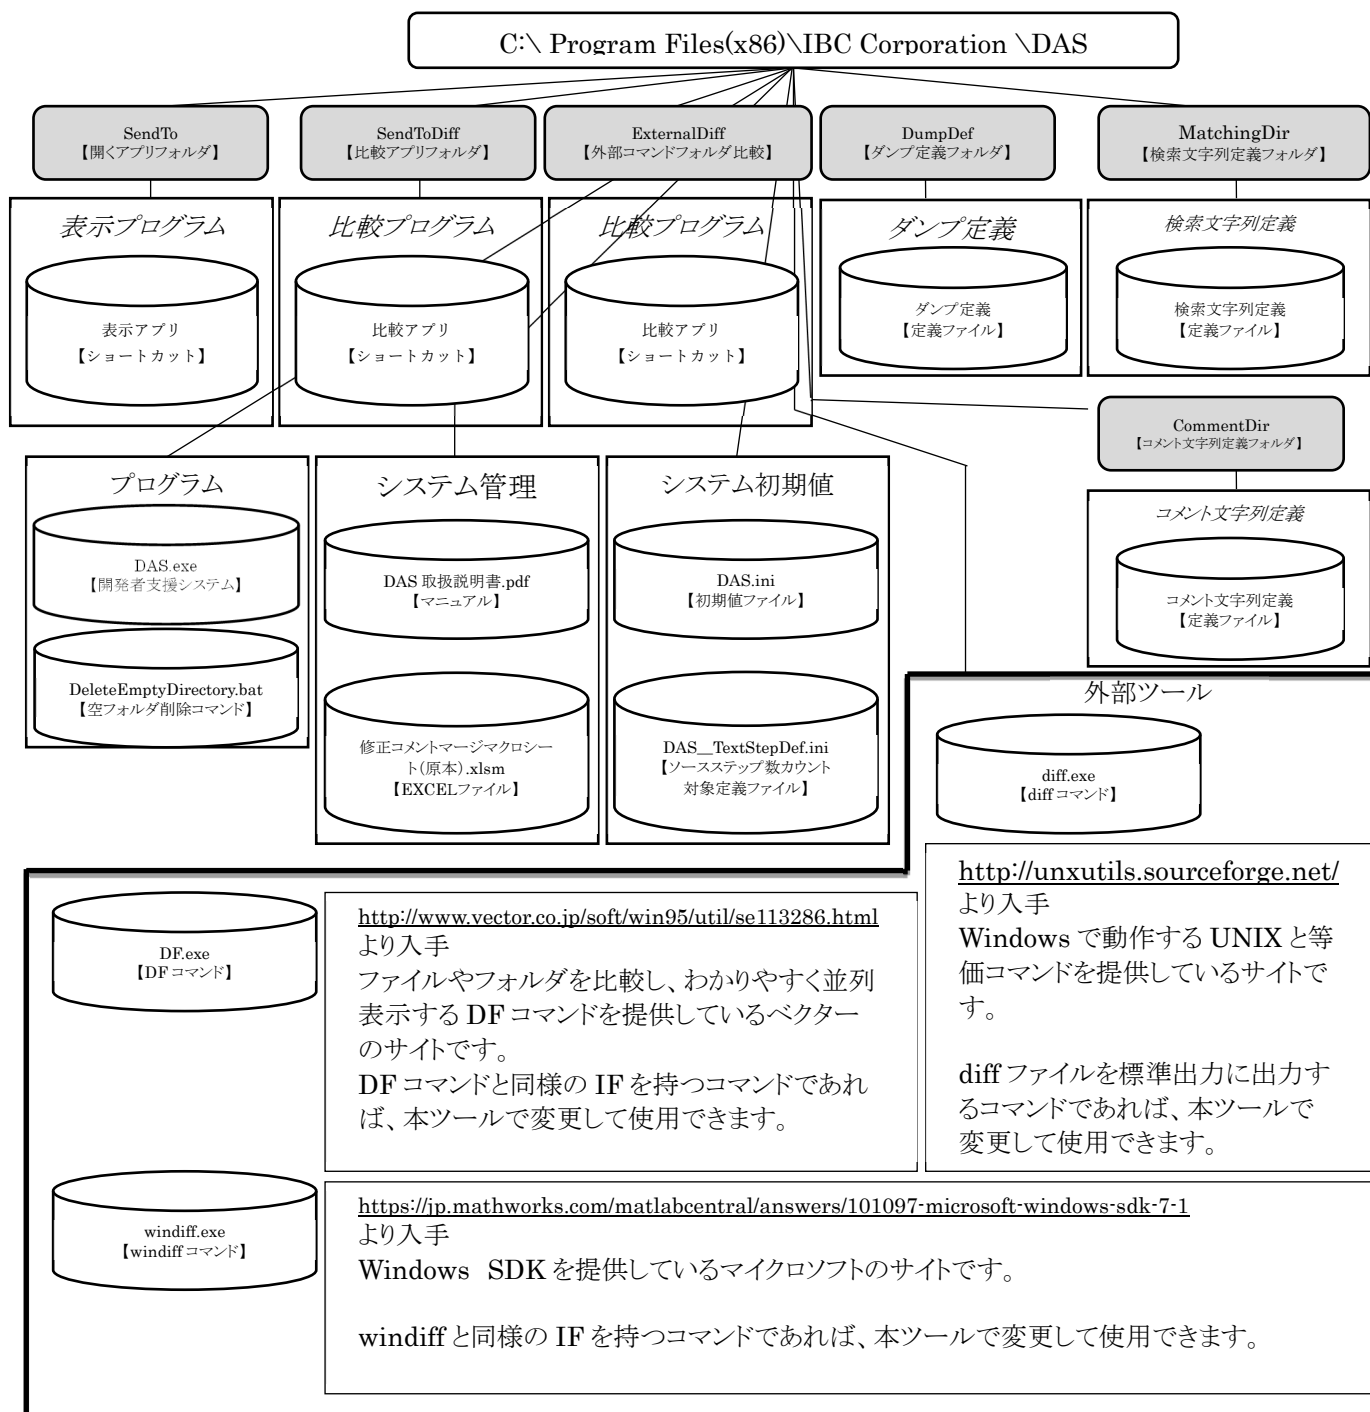 C:\ Program Files(x86)\IBC Corporation \DAS
SendTo
【開くアプリフォルダ】
SendToDiff
【比較アプリフォルダ】
ExternalDiff
【外部コマンドフォルダ比較】
DumpDef
【ダンプ定義フォルダ】
MatchingDir
【検索文字列定義フォルダ】
表示プログラム
表示アプリ
【ショートカット】
比較プログラム
比較アプリ
【ショートカット】
比較プログラム
比較アプリ
【ショートカット】
ダンプ定義
ダンプ定義
【定義ファイル】
検索文字列定義
検索文字列定義
【定義ファイル】
CommentDir
【コメント文字列定義フォルダ】
コメント文字列定義
コメント文字列定義
【定義ファイル】
プログラム
DAS.exe
【開発者支援システム】
DeleteEmptyDirectory.bat
【空フォルダ削除コマンド】
システム管理
DAS 取扱説明書.pdf
【マニュアル】
修正コメントマージマクロシー
ト(原本).xlsm
【EXCELファイル】
システム初期値
DAS.ini
【初期値ファイル】
DAS__TextStepDef.ini
【ソースステップ数カウント
対象定義ファイル】
外部ツール
diff.exe
【diff コマンド】
http://unxutils.sourceforge.net/
より入手
Windows で動作する UNIX と等
価コマンドを提供しているサイトで
す。
diff ファイルを標準出力に出力す
るコマンドであれば、本ツールで
変更して使用できます。
DF.exe
【DF コマンド】
http://www.vector.co.jp/soft/win95/util/se113286.html
より入手
ファイルやフォルダを比較し、わかりやすく並列
表示する DF コマンドを提供しているベクター
のサイトです。
DF コマンドと同様の IF を持つコマンドであれ
ば、本ツールで変更して使用できます。
windiff.exe
【windiff コマンド】
https://jp.mathworks.com/matlabcentral/answers/101097-microsoft-windows-sdk-7-1
より入手
Windows　SDK を提供しているマイクロソフトのサイトです。
windiff と同様の IF を持つコマンドであれば、本ツールで変更して使用できます。